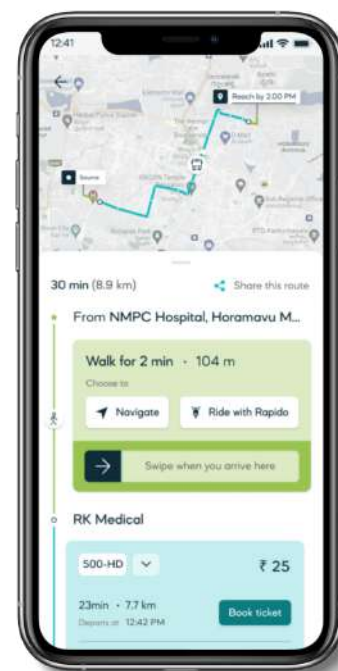 12:41
Reach by 2:00 PM
Source
30 min (8.9 km)
Share this route
From NMPC Hospital, Horamavu M...
Walk for 2 min • 104 m
Choose to
Navigate
Ride with Rapido
Swipe when you arrive here
RK Medical
500-HD
₹ 25
23min • 7.7 km
Departs at 12:42 PM
Book ticket